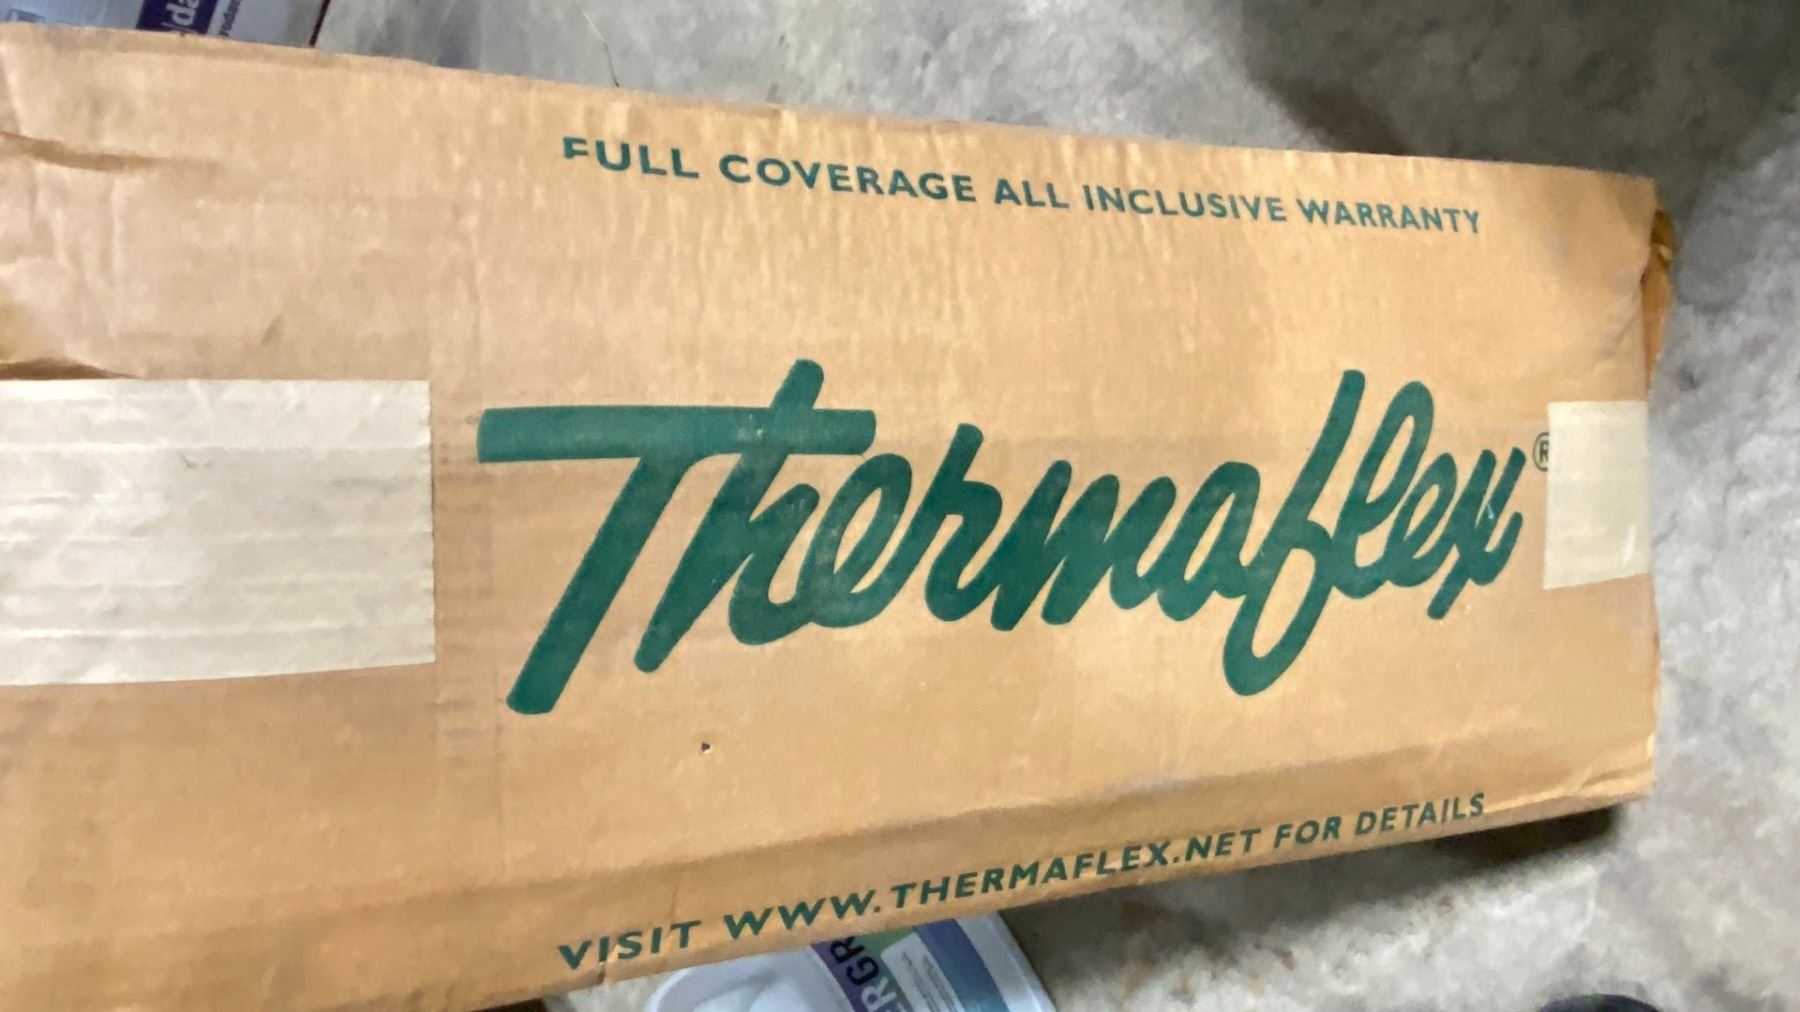 FULL COVERAGE ALL INCLUSIVE WARRANTY
Thermaflex®
VISIT WWW.THERMAFLEX.NET FOR DETAILS